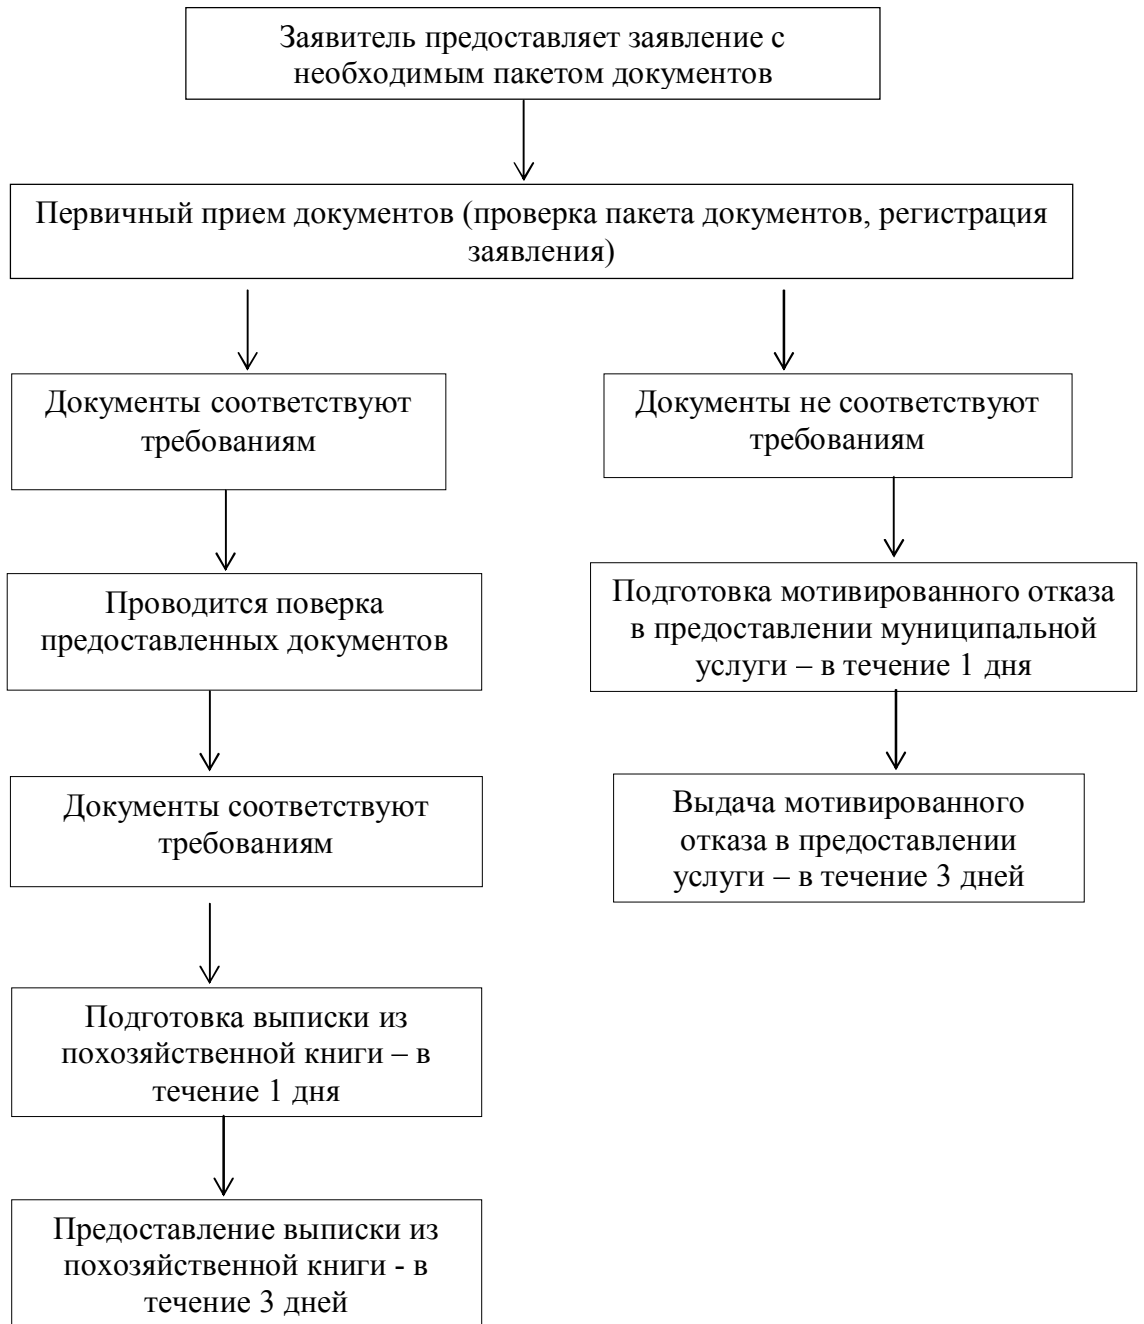 Заявитель предоставляет заявление с
необходимым пакетом документов
Первичный прием документов (проверка пакета документов, регистрация
заявления)
Документы соответствуют
требованиям
Документы не соответствуют
требованиям
Проводится поверка
предоставленных документов
Подготовка мотивированного отказа
в предоставлении муниципальной
услуги – в течение 1 дня
Документы соответствуют
требованиям
Выдача мотивированного
отказа в предоставлении
услуги – в течение 3 дней
Подготовка выписки из
похозяйственной книги – в
течение 1 дня
Предоставление выписки из
похозяйственной книги - в
течение 3 дней